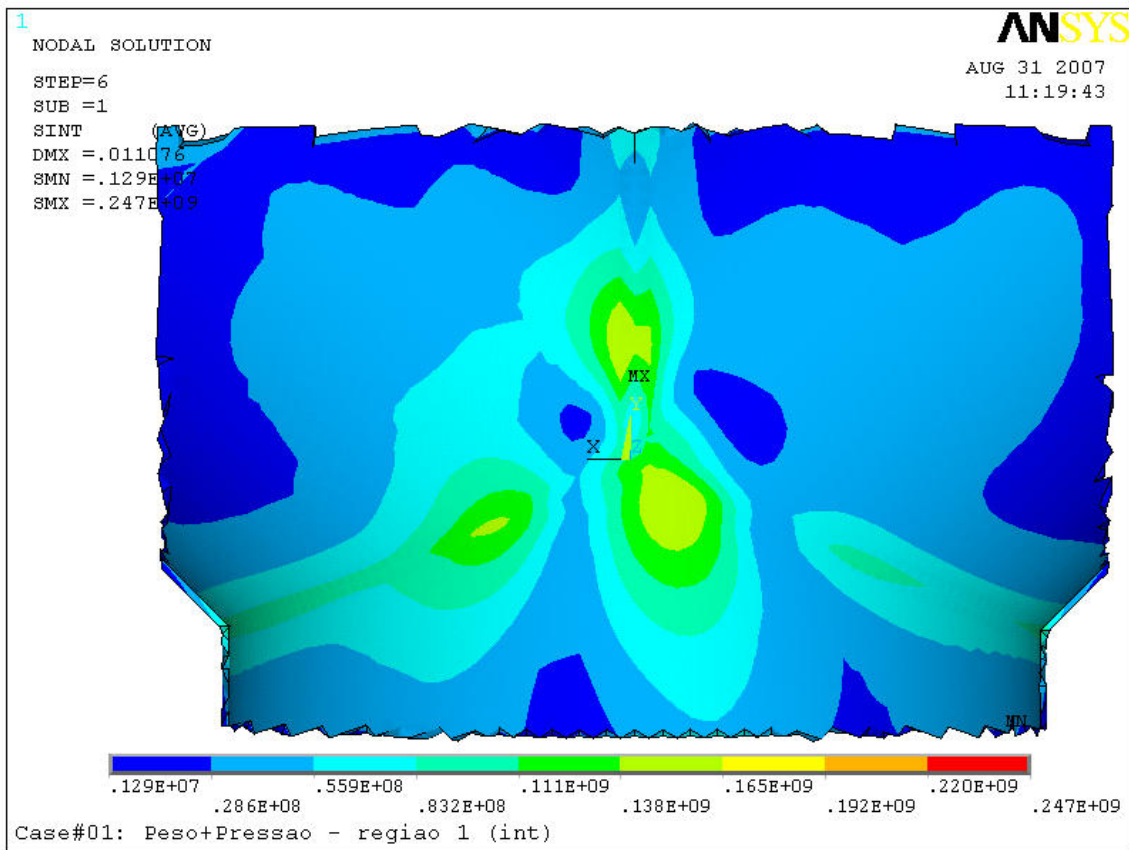 1
ANSYS
NODAL SOLUTION
AUG 31 2007
11:19:43
STEP=6
SUB =1
SINT (AVG)
DMX =.011076
SMN =.129E+07
SMX =.247E+09
MX
Y
X
Z
MN
.129E+07 .286E+08 .559E+08 .832E+08 .111E+09 .138E+09 .165E+09 .192E+09 .220E+09 .247E+09
Case#01: Peso+Pressao - regiao 1 (int)